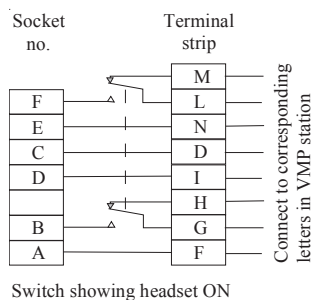 Socket
no.
Terminal
strip
M
F
L
E
N
C
D
D
I
H
B
G
A
F
Connect to corresponding
letters in VMP station
Switch showing headset ON